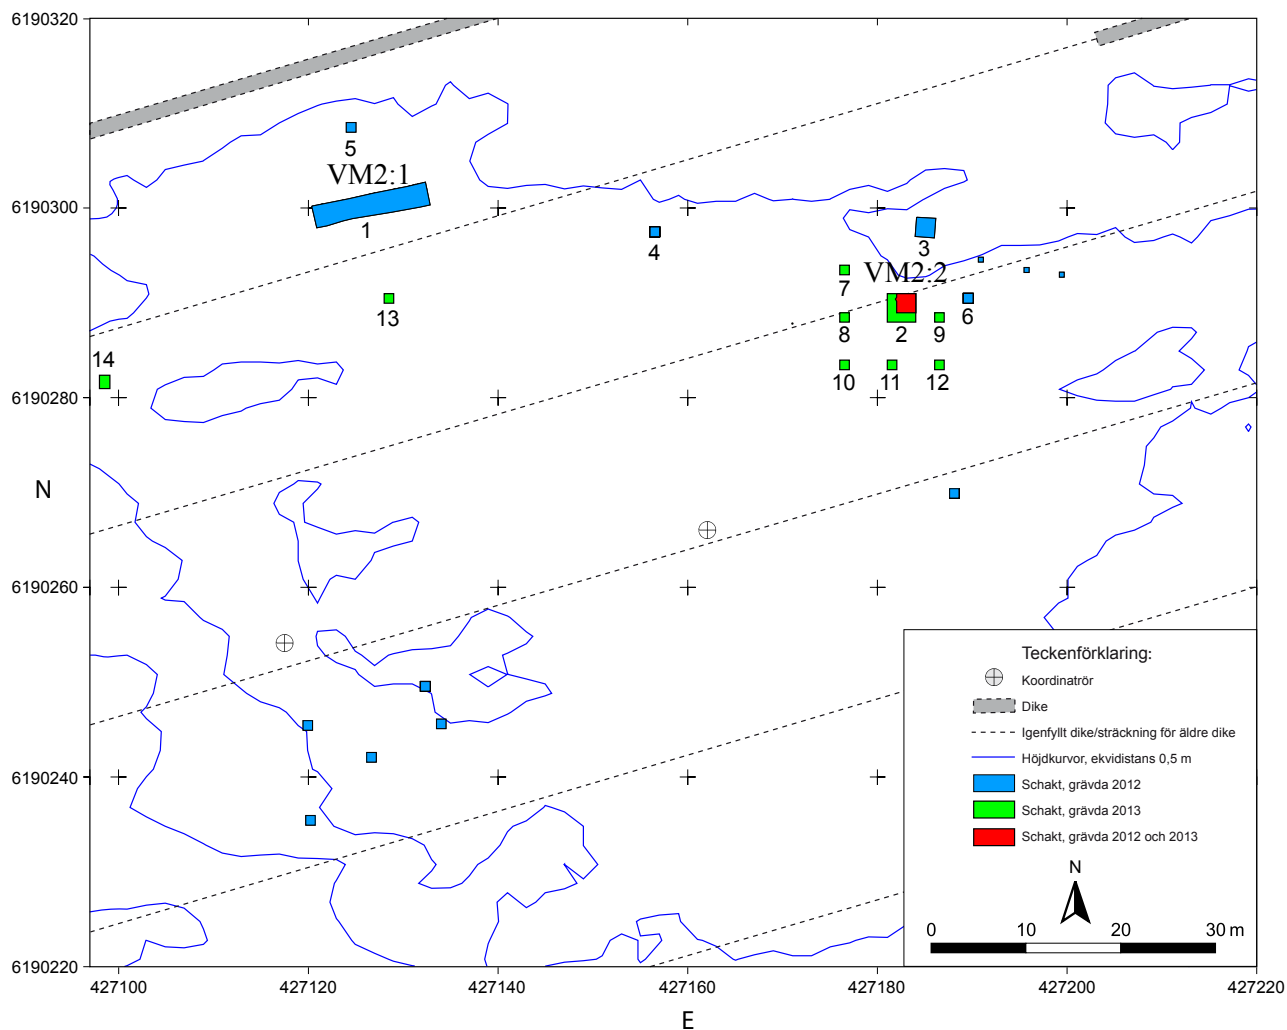 6190320
5
VM2:1
6190300
1
4
3
VM2:2
7
13
8
2
9
6
14
10
11
12
6190280
N
6190260
Teckenförklaring:
Koordinatrör
Dike
Igenfyllt dike/sträckning för äldre dike
Höjdkurvor, ekvidistans 0,5 m
Schakt, grävda 2012
Schakt, grävda 2013
Schakt, grävda 2012 och 2013
N
0 10 20 30 m
6190240
6190220
427100 427120 427140 427160 427180 427200 427220
E